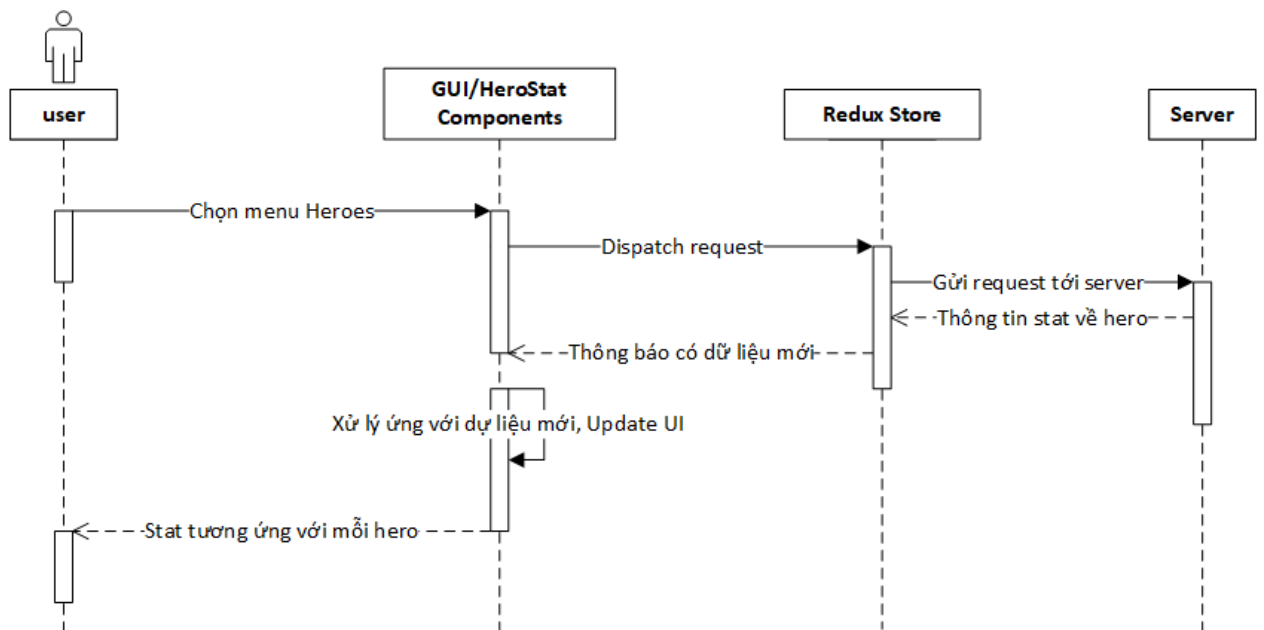 user
GUI/HeroStat
Components
Redux Store
Server
Chọn menu Heroes
Dispatch request
Gửi request tới server
Thông tin stat về hero
Thông báo có dữ liệu mới
Xử lý ứng với dự liệu mới, Update UI
Stat tương ứng với mỗi hero